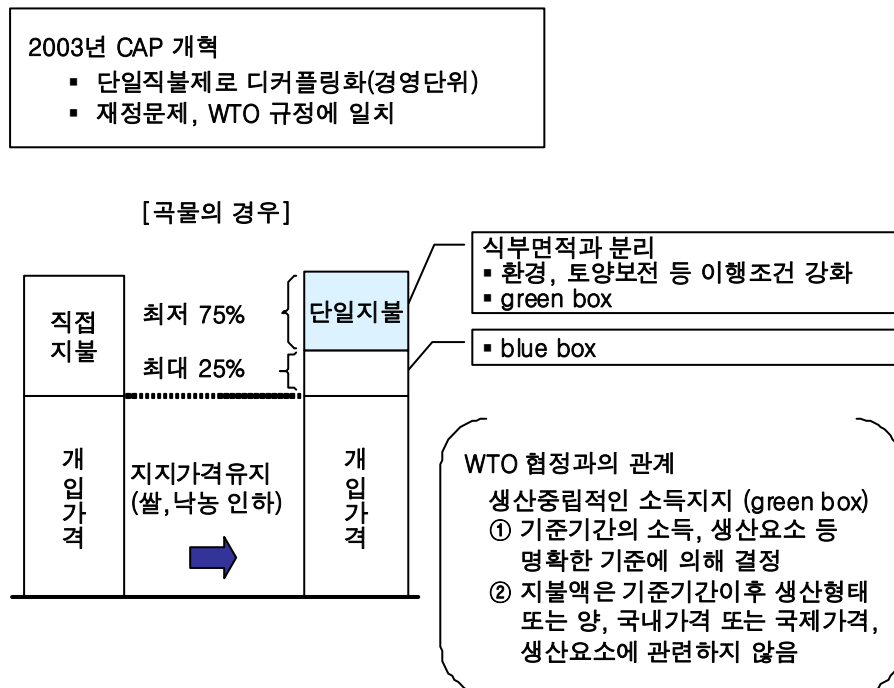 2003년 CAP 개혁
▪ 단일직불제로 디커플링화(경영단위)
▪ 재정문제, WTO 규정에 일치
[곡물의 경우]
직접
지불
최저 75%
최대 25%
단일지불
식부면적과 분리
▪ 환경, 토양보전 등 이행조건 강화
▪ green box
▪ blue box
개입가격
지지가격유지
(쌀,낙농 인하)
개입가격
WTO 협정과의 관계
생산중립적인 소득지지 (green box)
① 기준기간의 소득, 생산요소 등
명확한 기준에 의해 결정
② 지불액은 기준기간이후 생산형태
또는 양, 국내가격 또는 국제가격,
생산요소에 관련하지 않음